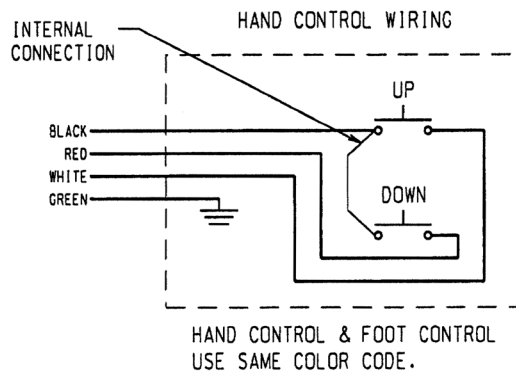 HAND CONTROL WIRING
INTERNAL
CONNECTION
UP
BLACK
RED
WHITE
GREEN
DOWN
HAND CONTROL & FOOT CONTROL
USE SAME COLOR CODE.